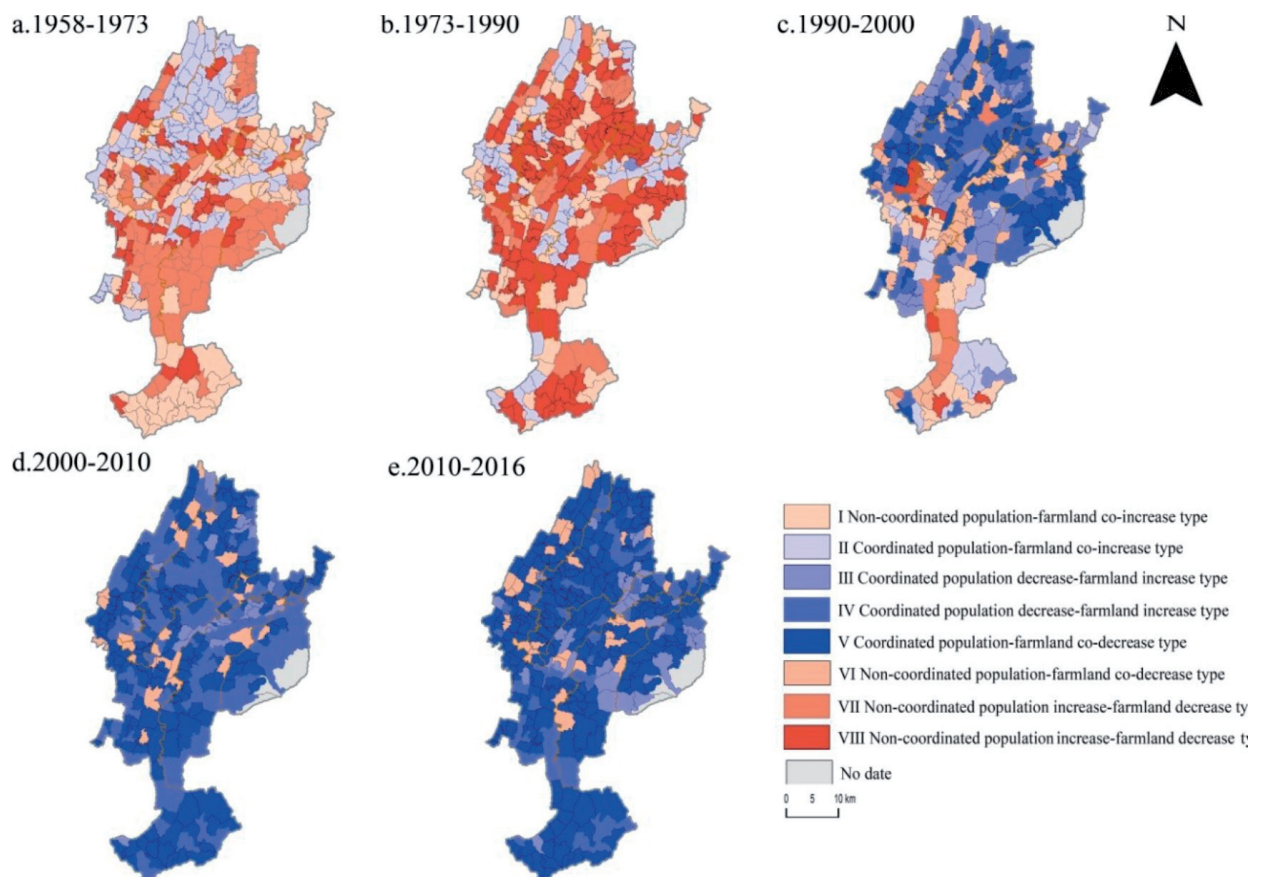 a.1958-1973
b.1973-1990
c.1990-2000
N
d.2000-2010
e.2010-2016
I Non-coordinated population-farmland co-increase type
II Coordinated population-farmland co-increase type
III Coordinated population decrease-farmland increase type
IV Coordinated population decrease-farmland increase type
V Coordinated population-farmland co-decrease type
VI Non-coordinated population-farmland co-decrease type
VII Non-coordinated population increase-farmland decrease ty
VIII Non-coordinated population increase-farmland decrease ty
No date
0 5 10 km